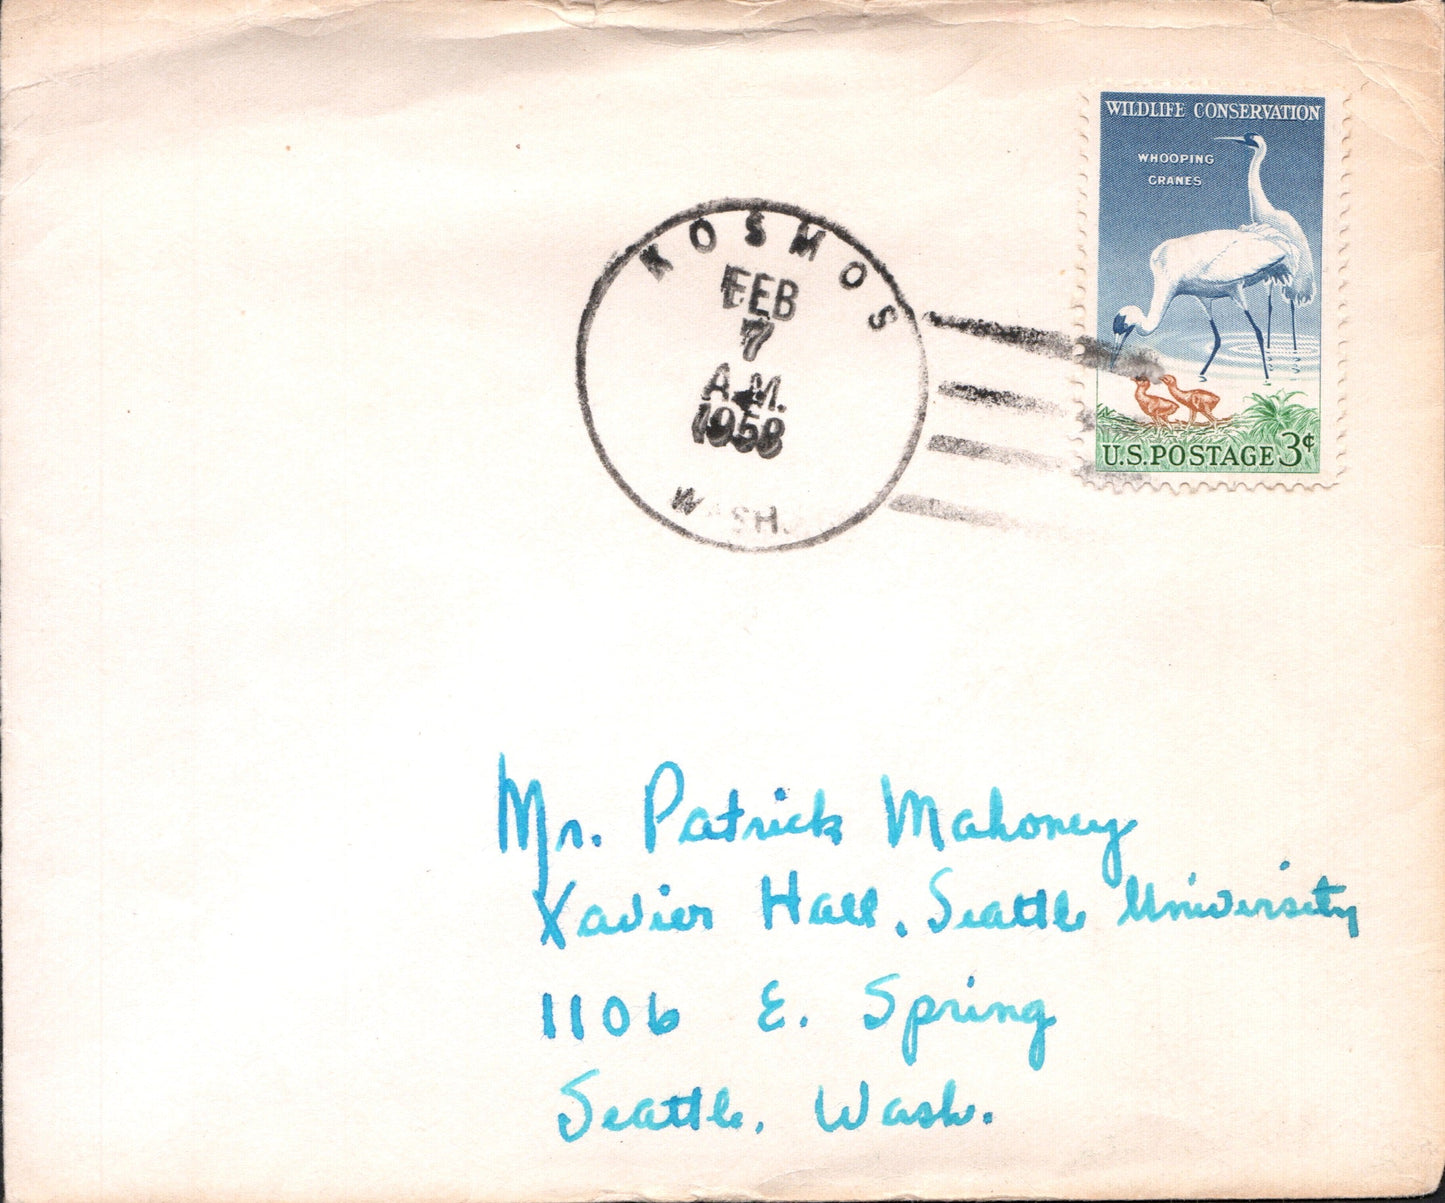 WILDLIFE CONSERVATION
WHOOPING
CRANES
U.S. POSTAGE 3¢
KOSMOS
FEB
7
A.M.
1958
WASH.
Mr. Patrick Mahoney
Xavier Hall, Seattle University
1106 E. Spring
Seattle, Wash.